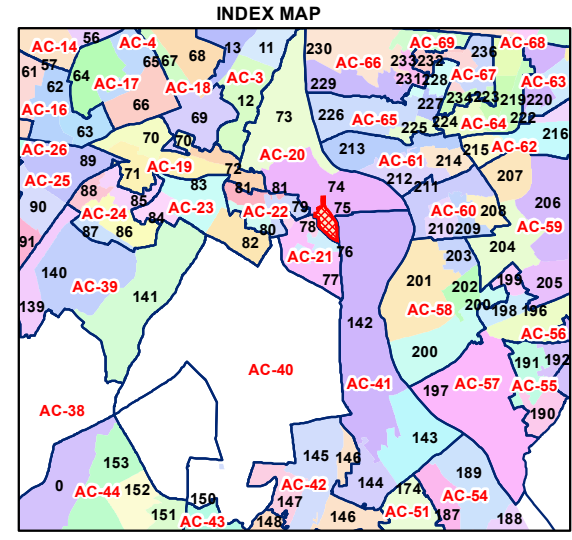 INDEX MAP
56 AC-4 13 11 230 AC-69 236 AC-68
AC-14 57 65 67 68 AC-66 233 232
61 62 64 AC-17 AC-18 AC-3 229 231 228 AC-67 AC-63
AC-16 66 12 73 226 227 234 223 219 220
63 69 AC-65 225 224 AC-64 222
AC-26 70 70 213 AC-61 214 215 AC-62 216
89 AC-19 72 AC-20 212 211 207
AC-25 71 83 81 81 74 206
88 85 79 75 AC-60 208
90 AC-24 84 AC-23 AC-22 78 210 209 AC-59
87 86 80 204
91 82 AC-21 76 203
140 77 201 199 205
AC-39 141 202
139 AC-58 200 198 196
142 AC-56
200 191 192
AC-40 AC-41 197 AC-57 AC-55
AC-38 190
143
153 145 146
0 189
AC-44 152 150 AC-42 144 174 AC-54
151 AC-43 147 AC-51 187 188
148 146